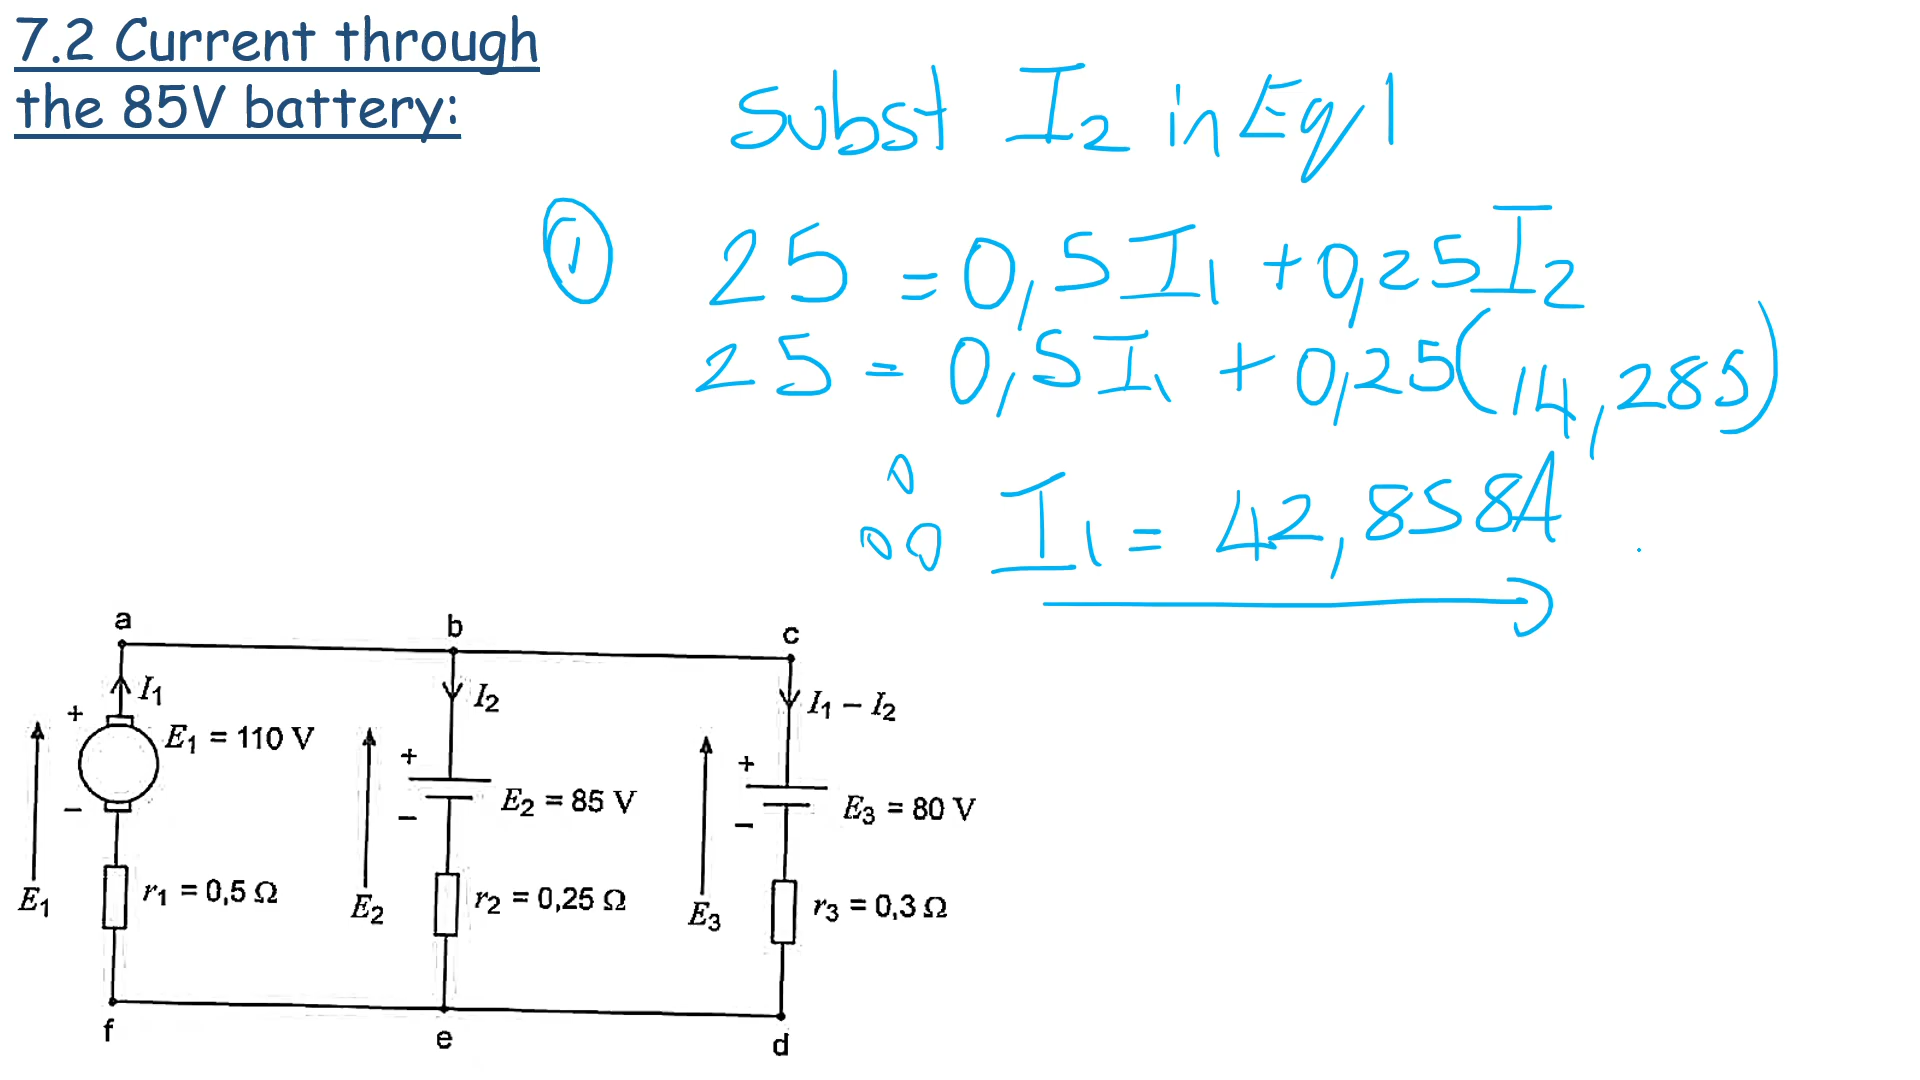 7.2 Current through
the 85V battery:
Subst I₂ in Eq 1
① 25 = 0,5I₁ + 0,25I₂
25 = 0,5I₁ + 0,25(14,285)
∴ I₁ = 42,858A
a b c
I₁ I₂ I₁ – I₂
+ E₁ = 110 V + E₂ = 85 V + E₃ = 80 V
– – –
E₁ r₁ = 0,5 Ω E₂ r₂ = 0,25 Ω E₃ r₃ = 0,3 Ω
f e d